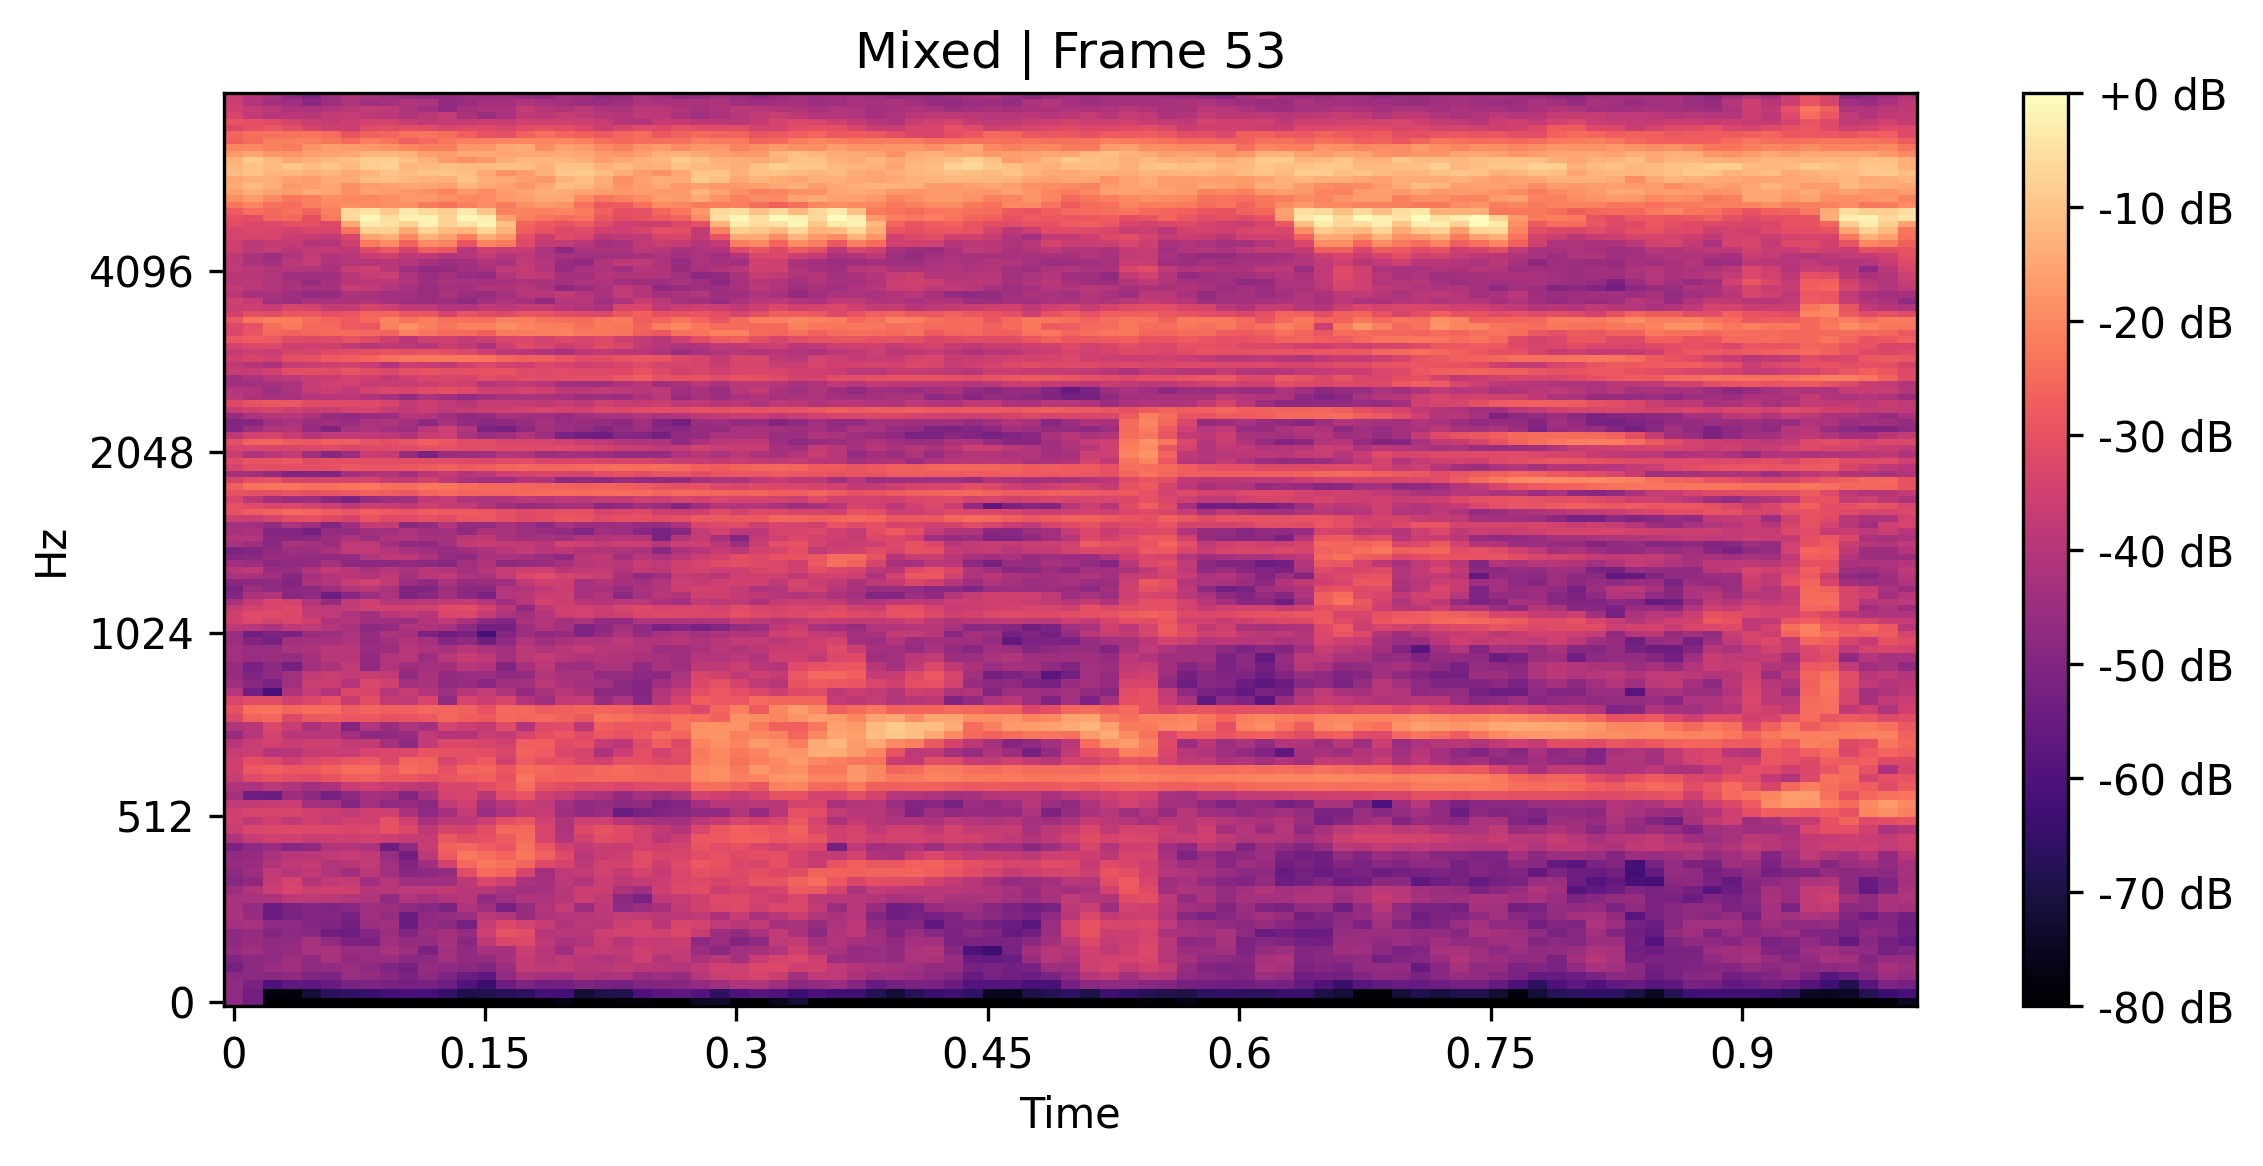 Mixed | Frame 53
Hz
4096
2048
1024
512
0
0 0.15 0.3 0.45 0.6 0.75 0.9
Time
+0 dB
-10 dB
-20 dB
-30 dB
-40 dB
-50 dB
-60 dB
-70 dB
-80 dB